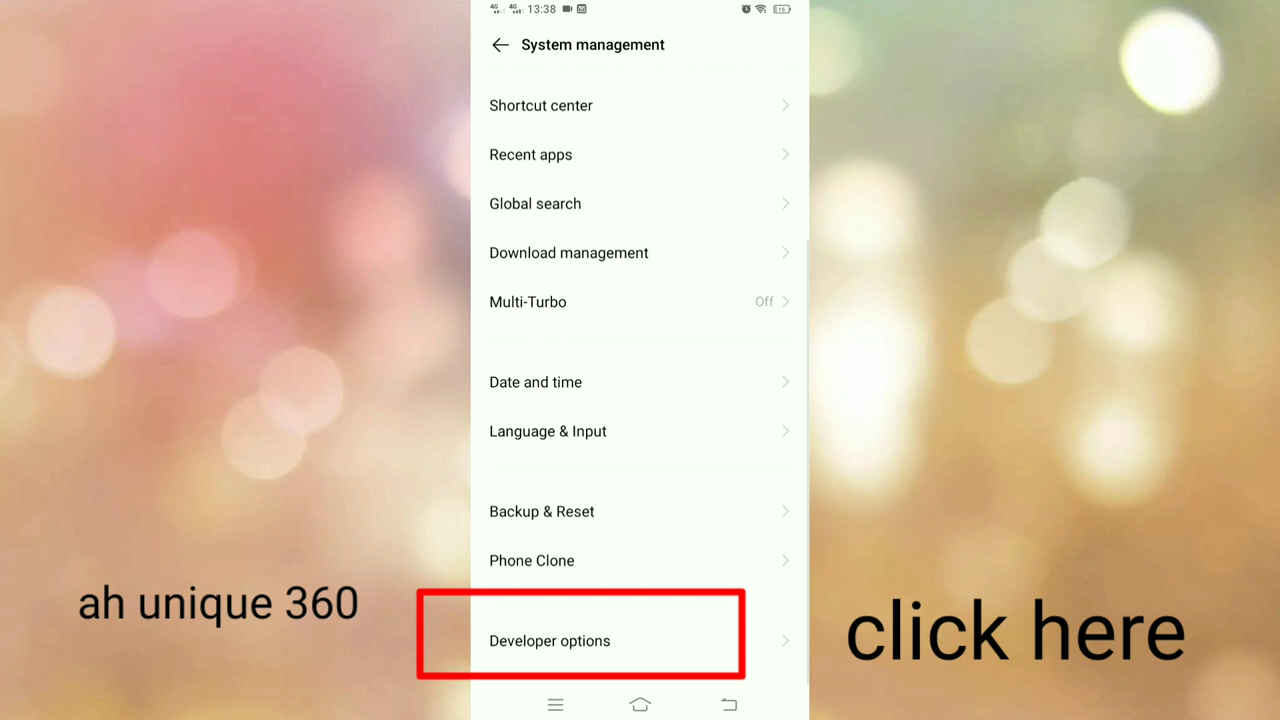 4G 4G 13:38 15
System management
Shortcut center
Recent apps
Global search
Download management
Multi-Turbo Off
Date and time
Language & Input
Backup & Reset
Phone Clone
ah unique 360
Developer options
click here